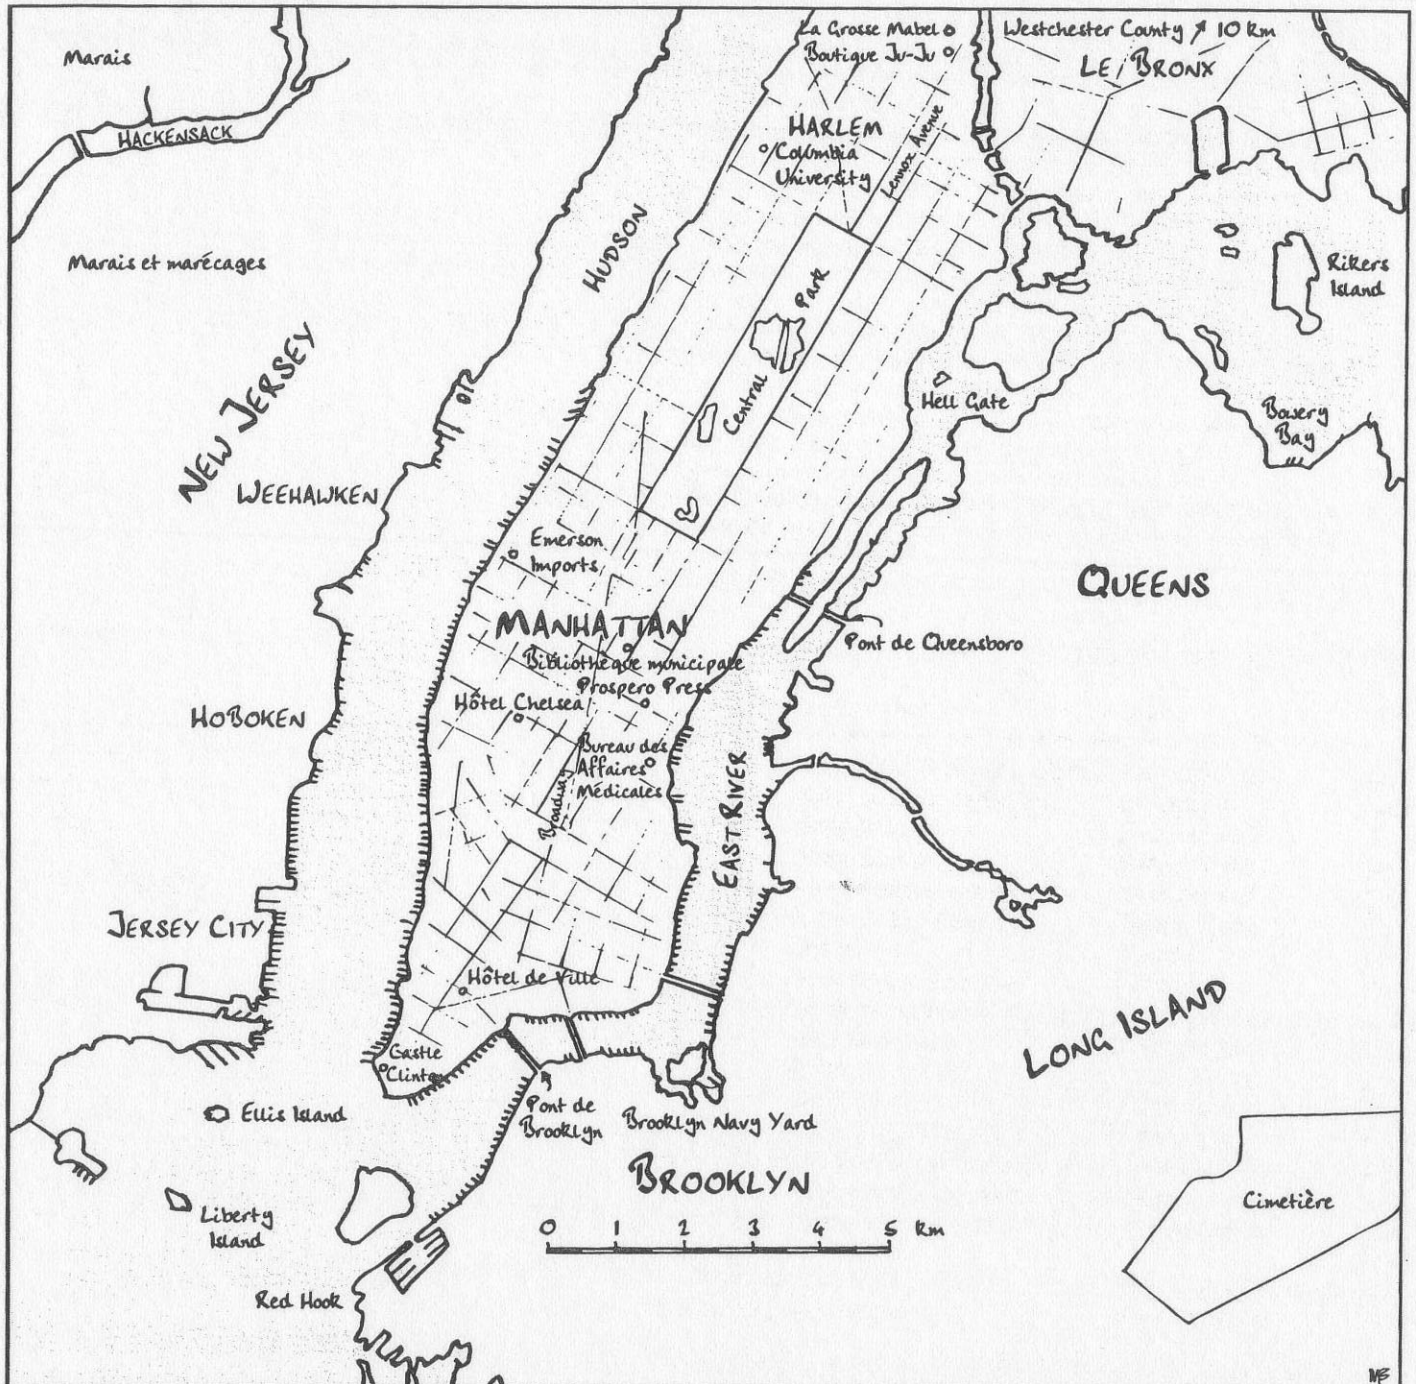 La Grosse Mabel
Westchester County 10 km
Marais
Boutique Ju-Ju
LE BRONX
HACKENSACK
HARLEM
Columbia
University
Lennox Avenue
HUDSON
Marais et marécages
Rikers
Island
Park
Central
NEW JERSEY
Hell Gate
Bowery
Bay
WEEHAWKEN
Emerson
Imports
QUEENS
MANHATTAN
Pont de Queensboro
Bibliothèque municipale
Prospero Press
Hôtel Chelsea
HOBOKEN
Bureau des
Affaires
Médicales
Broadway
EAST RIVER
JERSEY CITY
Hôtel de Ville
LONG ISLAND
Castle
Clinton
Ellis Island
Pont de
Brooklyn
Brooklyn Navy Yard
BROOKLYN
Cimetière
Liberty
Island
0 1 2 3 4 5 km
Red Hook